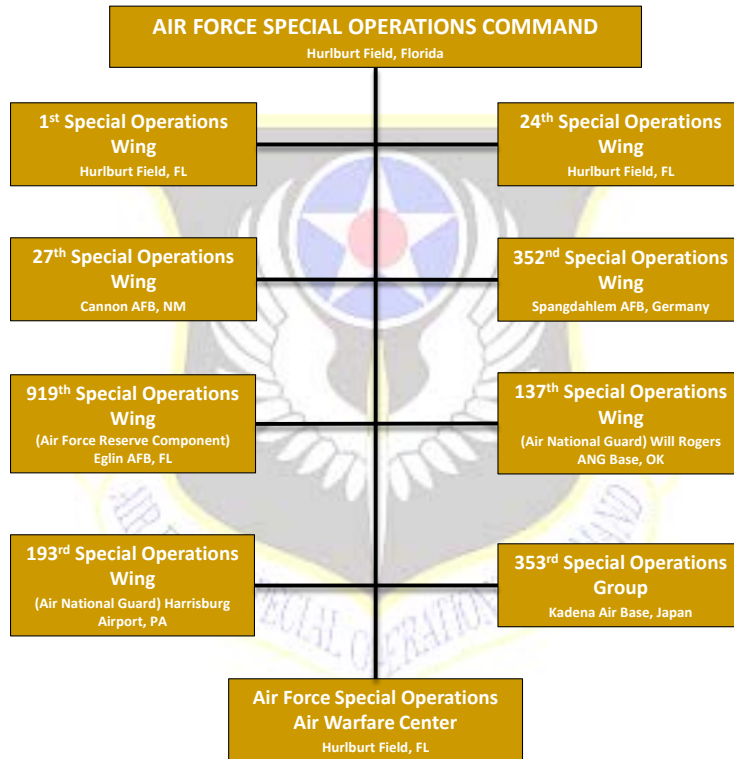 AIR FORCE SPECIAL OPERATIONS COMMAND
Hurlburt Field, Florida
1st Special Operations
Wing
Hurlburt Field, FL
24th Special Operations
Wing
Hurlburt Field, FL
27th Special Operations
Wing
Cannon AFB, NM
352nd Special Operations
Wing
Spangdahlem AFB, Germany
919th Special Operations
Wing
(Air Force Reserve Component)
Eglin AFB, FL
137th Special Operations
Wing
(Air National Guard) Will Rogers
ANG Base, OK
193rd Special Operations
Wing
(Air National Guard) Harrisburg
Airport, PA
353rd Special Operations
Group
Kadena Air Base, Japan
Air Force Special Operations
Air Warfare Center
Hurlburt Field, FL